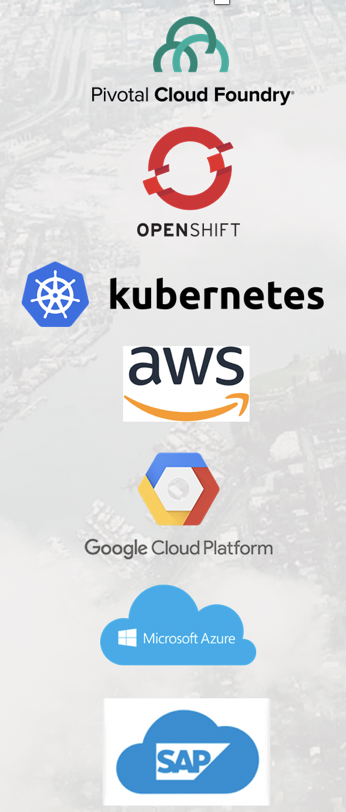 Pivotal Cloud Foundry
OPENSHIFT
kubernetes
aws
Google Cloud Platform
Microsoft Azure
SAP